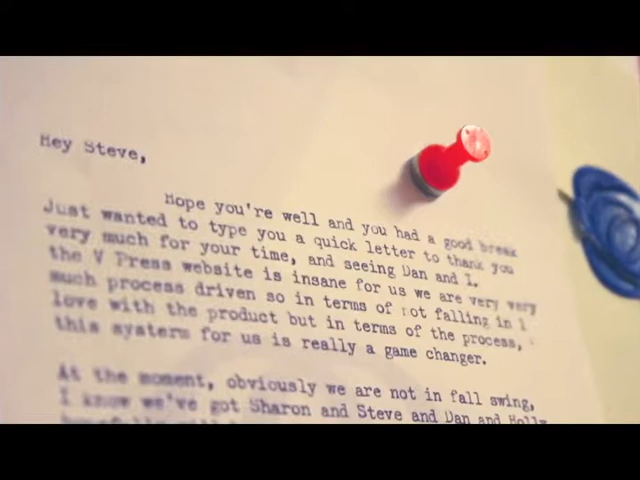 Hey Steve,
Hope you're well and you had a good break
Just wanted to type you a quick letter to thank you
very much for your time, and seeing Dan and I.
the V Press website is insane for us we are very very
much process driven so in terms of not falling in l
love with the product but in terms of the process,
this systerm for us is really a game changer.
At the moment, obviously we are not in fall swing,
I know we've got Sharon and Steve and Dan and Holly